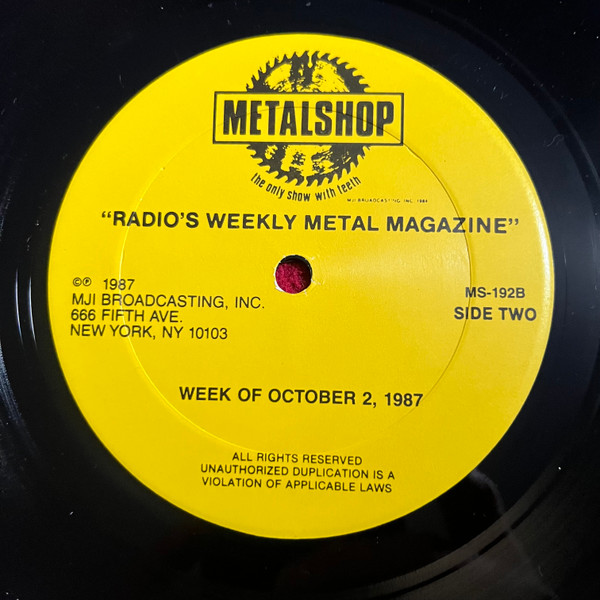 METALSHOP
the only show with teeth
MJI BROADCASTING, INC. 1984
"RADIO'S WEEKLY METAL MAGAZINE"
©℗ 1987
MJI BROADCASTING, INC.
666 FIFTH AVE.
NEW YORK, NY 10103
MS-192B
SIDE TWO
WEEK OF OCTOBER 2, 1987
ALL RIGHTS RESERVED
UNAUTHORIZED DUPLICATION IS A
VIOLATION OF APPLICABLE LAWS